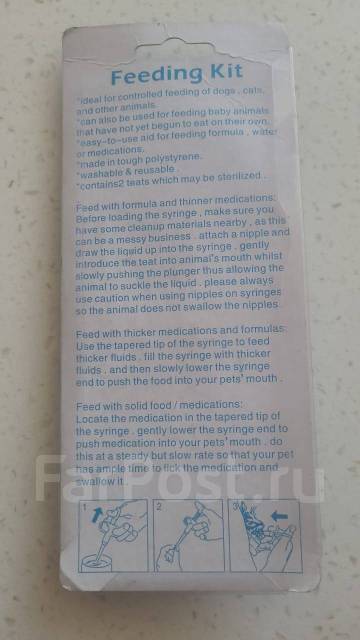 Feeding Kit
*ideal for controlled feeding of dogs , cats,
and other animals.
*can also be used for feeding baby animals
that have not yet begun to eat on their own.
*easy-to-use aid for feeding formula , water
or medications.
*made in tough polystyrene.
*washable & reusable .
*contains2 teats which may be sterilized .
Feed with formula and thinner medications:
Before loading the syringe , make sure you
have some cleanup materials nearby , as this
can be a messy business . attach a nipple and
draw the liquid up into the syringe . gently
introduce the teat into animal's mouth whilst
slowly pushing the plunger thus allowing the
animal to suckle the liquid . please always
use caution when using nipples on syringes
so the animal does not swallow the nipples .
Feed with thicker medications and formulas:
Use the tapered tip of the syringe to feed
thicker fluids . fill the syringe with thicker
fluids . and then slowly lower the syringe
end to push the food into your pets' mouth .
Feed with solid food / medications:
Locate the medication in the tapered tip of
the syringe . gently lower the syringe end to
push medication into your pets' mouth . do
this at a steady but slow rate so that your pet
has ample time to lick the medication and
swallow it .
FarPost.ru
1 2 3